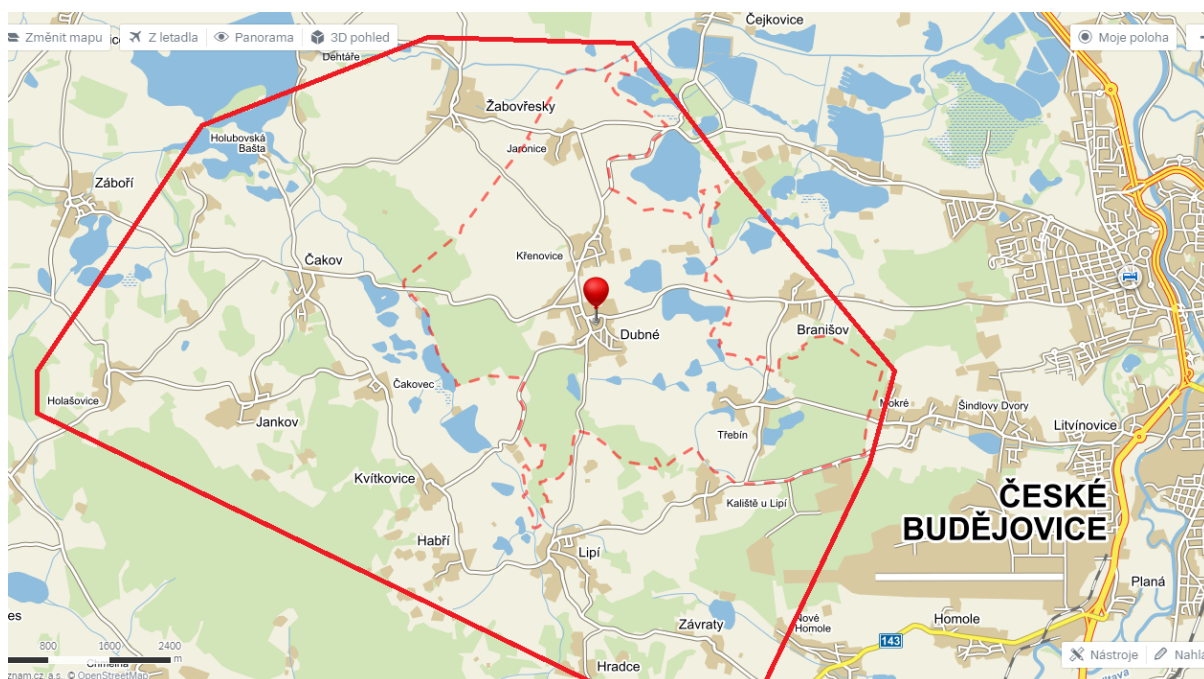 Změnit mapu
Z letadla
Panorama
3D pohled
Čejkovice
Moje poloha
Dehtáře
Žabovřesky
Holubovská
Bašta
Jaronice
Záboří
Čakov
Křenovice
Dubné
Branišov
Čakovec
Holašovice
Jankov
Mokré
Šindlovy Dvory
Litvínovice
Třebín
Kvítkovice
Kaliště u Lipí
ČESKÉ
BUDĚJOVICE
Habří
Lipí
Planá
Závraty
Nové
Homole
Homole
143
800
1600
2400
m
Hradce
Nástroje
znam.cz, a.s. © OpenStreetMap